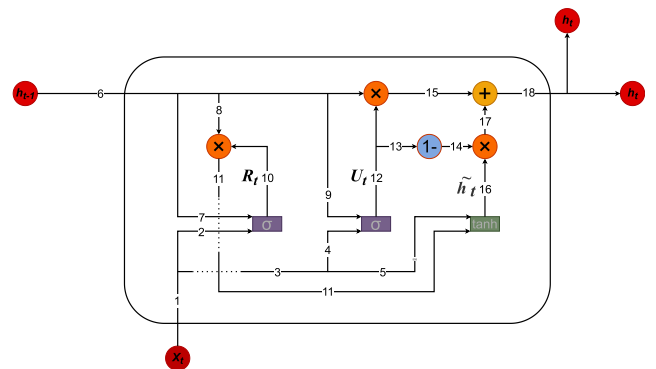 h_t
h_{t-1}
6
×
15
+
18
h_t
8
17
×
13
1-
14
×
11
R_t
10
U_t
12
h̃_t
16
9
7
2
σ
σ
tanh
4
3
5
1
11
x_t